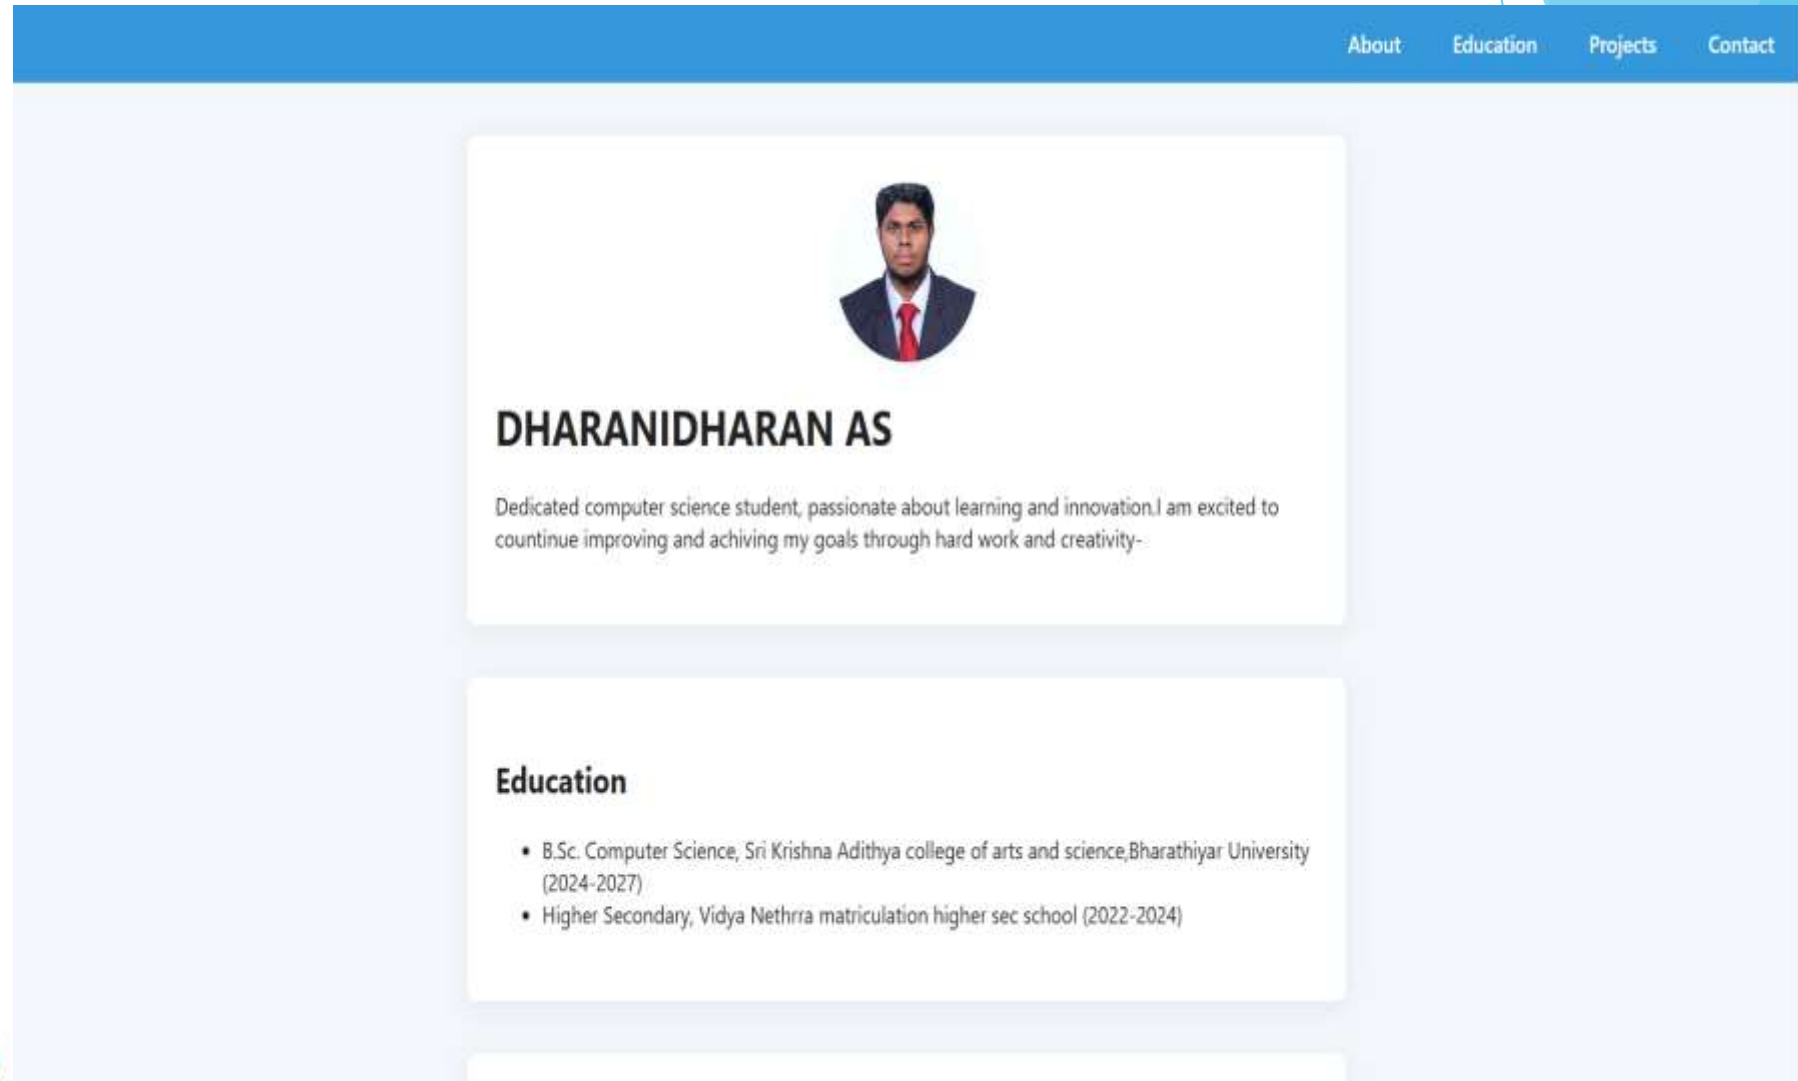 About Education Projects Contact
DHARANIDHARAN AS
Dedicated computer science student, passionate about learning and innovation.I am excited to
countinue improving and achiving my goals through hard work and creativity-
Education
• B.Sc. Computer Science, Sri Krishna Adithya college of arts and science,Bharathiyar University
(2024-2027)
• Higher Secondary, Vidya Nethrra matriculation higher sec school (2022-2024)